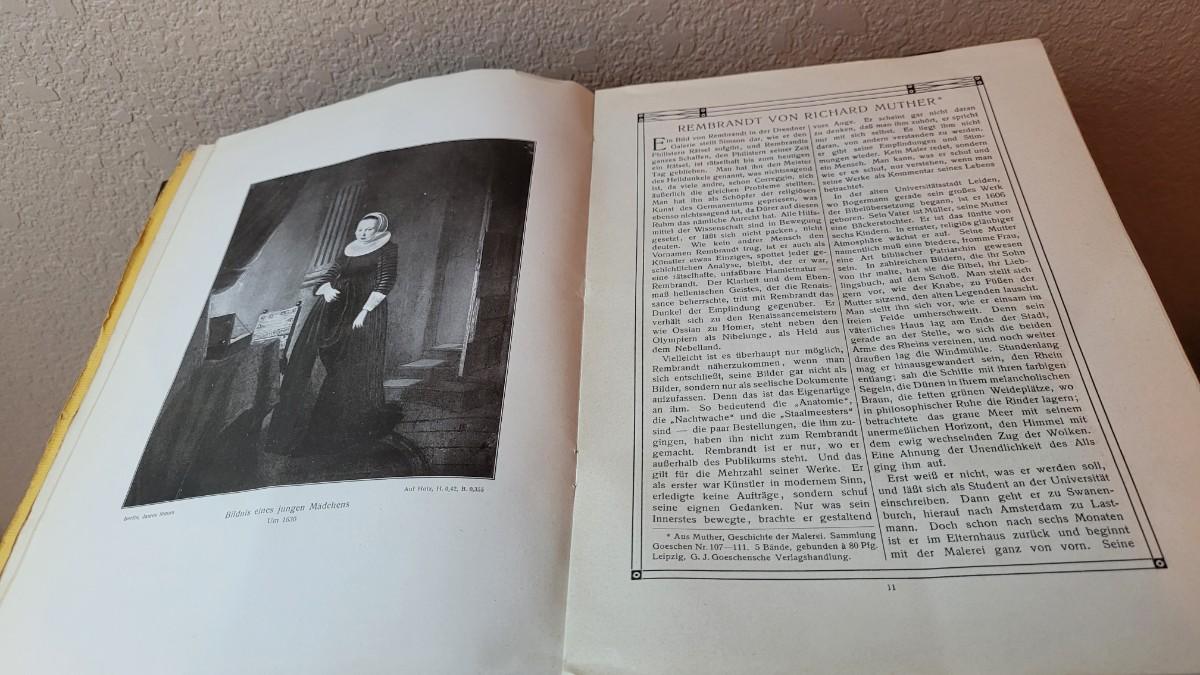 Auf Holz, H. 0,42, B. 0,355
Berlin, James Simon
Bildnis eines jungen Mädchens
Um 1630
REMBRANDT VON RICHARD MUTHER*
Ein Bild von Rembrandt in der Dresdner
Galerie stellt Simson dar, wie er den
Philistern Rätsel aufgibt, und Rembrandts
ganzes Schaffen, den Philistern seiner Zeit
Rätsel, ist rätselhaft bis zum heutigen
Tag geblieben. Man hat ihn den Meister
des Helldunkels genannt, was nichtssagend
ist, da viele andre, schon Correggio, sich
äußerlich die gleichen Probleme stellten.
Man hat ihn als Schöpfer der religiösen
Kunst des Germanentums gepriesen, was
ebenso nichtssagend ist, da Dürer auf diesen
Ruhm das nämliche Anrecht hat. Alle Hilfs-
mittel der Wissenschaft sind in Bewegung
gesetzt, er läßt sich nicht packen, nicht
deuten. Wie kein andrer Mensch den
Vornamen Rembrandt trug, ist er auch als
Künstler etwas Einziges, spottet jeder ge-
schichtlichen Analyse, bleibt, der er war,
eine rätselhafte, unfaßbare Hamletnatur —
Rembrandt. Der Klarheit und dem Eben-
maß hellenischen Geistes, der die Renais-
sance beherrschte, tritt mit Rembrandt das
Dunkel der Empfindung gegenüber. Er
verhält sich zu den Renaissancemeistern
wie Ossian zu Homer, steht neben den
Olympiern als Nibelunge, als Held aus
dem Nebelland.
Vielleicht ist es überhaupt nur möglich,
Rembrandt näherzukommen, wenn man
sich entschließt, seine Bilder gar nicht als
Bilder, sondern nur als seelische Dokumente
aufzufassen. Denn das ist das Eigenartige
an ihm. So bedeutend die „Anatomie“,
die „Nachtwache“ und die „Staalmeesters“
sind — die paar Bestellungen, die ihm zu-
gingen, haben ihn nicht zum Rembrandt
gemacht. Rembrandt ist er nur, wo er
außerhalb des Publikums steht. Und das
gilt für die Mehrzahl seiner Werke. Er
als erster war Künstler in modernem Sinn,
erledigte keine Aufträge, sondern schuf
seine eignen Gedanken. Nur was sein
Innerstes bewegte, brachte er gestaltend
* Aus Muther, Geschichte der Malerei. Sammlung
Goeschen Nr. 107—111. 5 Bände, gebunden à 80 Pfg.
Leipzig, G. J. Goeschensche Verlagshandlung.
vors Auge. Er scheint gar nicht daran
zu denken, daß man ihm zuhört, er spricht
nur mit sich selbst. Es liegt ihm nicht
daran, von andern verstanden zu werden,
er gibt seine Empfindungen und Stim-
mungen wieder. Kein Maler redet, sondern
ein Mensch. Man kann, was er schuf und
wie er es schuf, nur verstehen, wenn man
seine Werke als Kommentar seines Lebens
betrachtet.
In der alten Universitätsstadt Leiden,
wo Bogermann gerade sein großes Werk
der Bibelübersetzung begann, ist er 1606
geboren. Sein Vater ist Müller, seine Mutter
eine Bäckerstochter. Er ist das fünfte von
sechs Kindern. In ernster, religiös gläubiger
Atmosphäre wächst er auf. Seine Mutter
namentlich muß eine biedere, fromme Frau,
eine Art biblischer Patriarchin gewesen
sein. In zahlreichen Bildern, die ihr Sohn
von ihr malte, hat sie die Bibel, ihr Lieb-
lingsbuch, auf dem Schoß. Man stellt sich
gern vor, wie der Knabe, zu Füßen der
Mutter sitzend, den alten Legenden lauscht.
Man stellt ihn sich vor, wie er einsam im
freien Felde umherschweift. Denn sein
väterliches Haus lag am Ende der Stadt,
gerade an der Stelle, wo sich die beiden
Arme des Rheins vereinen, und noch weiter
draußen lag die Windmühle. Stundenlang
mag er hinausgewandert sein, den Rhein
entlang; sah die Schiffe mit ihren farbigen
Segeln, die Dünen in ihrem melancholischen
Braun, die fetten grünen Weideplätze, wo
in philosophischer Ruhe die Rinder lagern;
betrachtete das graue Meer mit seinem
unermeßlichen Horizont, den Himmel mit
dem ewig wechselnden Zug der Wolken.
Eine Ahnung der Unendlichkeit des Alls
ging ihm auf.
Erst weiß er nicht, was er werden soll,
und läßt sich als Student an der Universität
einschreiben. Dann geht er zu Swanen-
burch, hierauf nach Amsterdam zu Last-
mann. Doch schon nach sechs Monaten
ist er im Elternhaus zurück und beginnt
mit der Malerei ganz von vorn. Seine
11